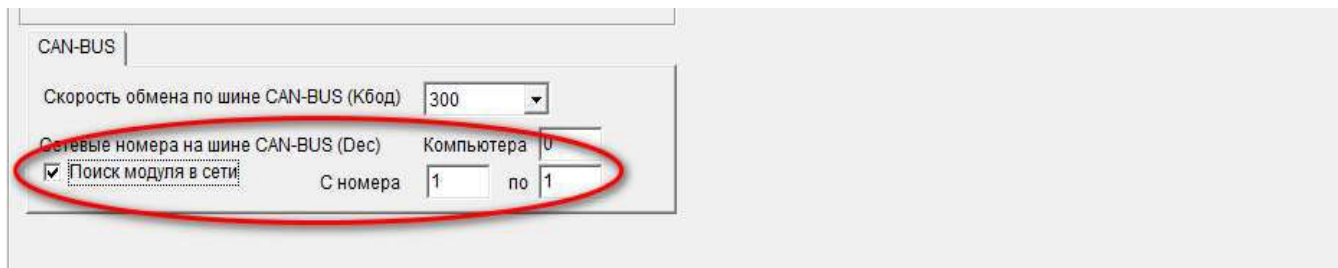 CAN-BUS
Скорость обмена по шине CAN-BUS (Кбод) 300
Сетевые номера на шине CAN-BUS (Dec) Компьютера 0
Поиск модуля в сети С номера 1 по 1